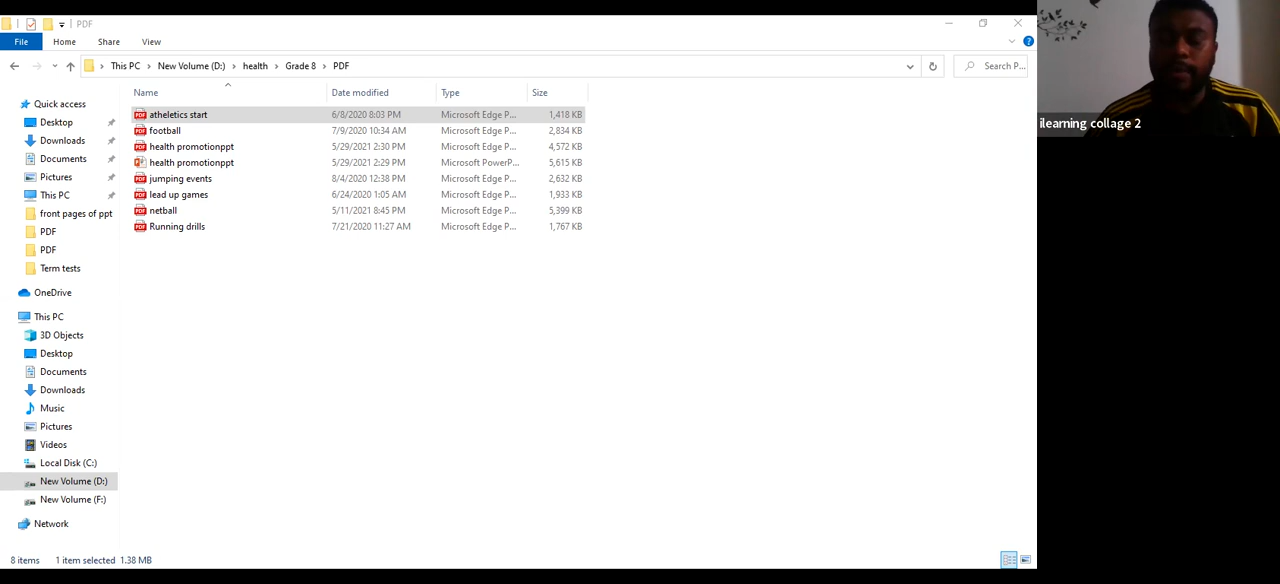 PDF
File Home Share View
This PC > New Volume (D:) > health > Grade 8 > PDF
Search P...
Name Date modified Type Size
atheletics start 6/8/2020 8:03 PM Microsoft Edge P... 1,418 KB
football 7/9/2020 10:34 AM Microsoft Edge P... 2,834 KB
health promotionppt 5/29/2021 2:30 PM Microsoft Edge P... 4,572 KB
health promotionppt 5/29/2021 2:29 PM Microsoft PowerP... 5,615 KB
jumping events 8/4/2020 12:38 PM Microsoft Edge P... 2,632 KB
lead up games 6/24/2020 1:05 AM Microsoft Edge P... 1,933 KB
netball 5/11/2021 8:45 PM Microsoft Edge P... 5,399 KB
Running drills 7/21/2020 11:27 AM Microsoft Edge P... 1,767 KB
Quick access
Desktop
Downloads
Documents
Pictures
This PC
front pages of ppt
PDF
PDF
Term tests
OneDrive
This PC
3D Objects
Desktop
Documents
Downloads
Music
Pictures
Videos
Local Disk (C:)
New Volume (D:)
New Volume (F:)
Network
8 items 1 item selected 1.38 MB
ilearning collage 2